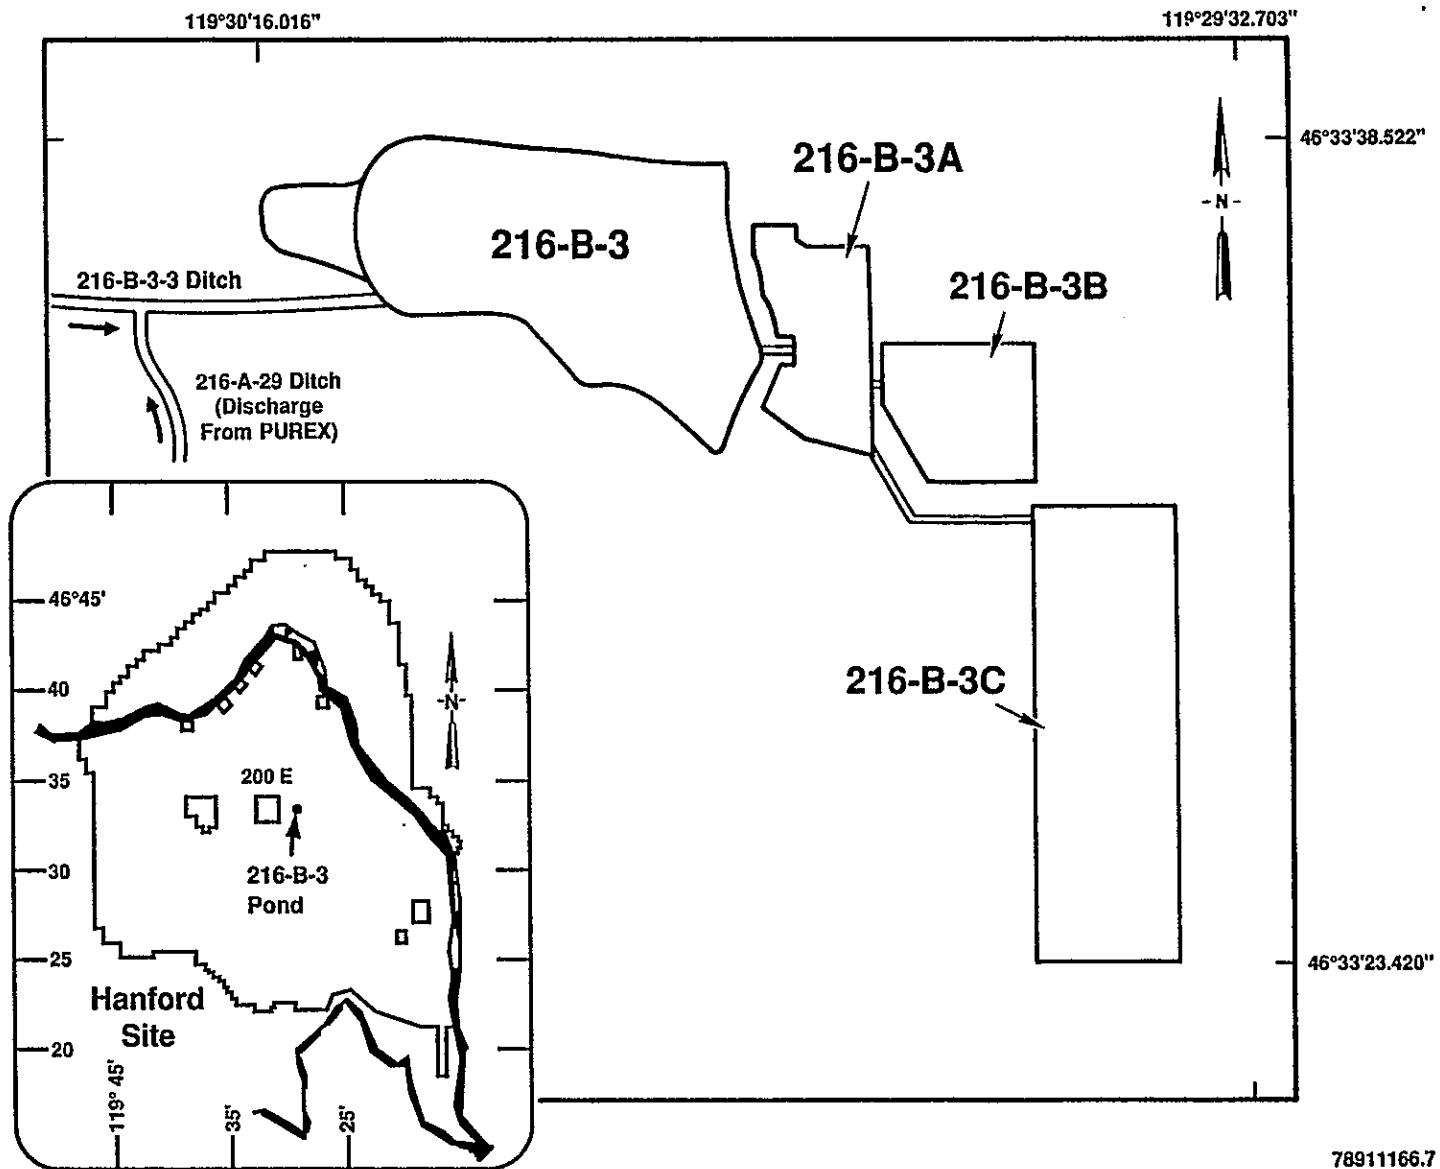 119°30'16.016"
119°29'32.703"
46°33'38.522"
216-B-3A
-N-
216-B-3
216-B-3-3 Ditch
216-B-3B
216-A-29 Ditch
(Discharge
From PUREX)
46°45'
40
216-B-3C
-N-
35
200 E
30
216-B-3
Pond
25
46°33'23.420"
Hanford
Site
20
119° 45'
35'
25'
78911166.7